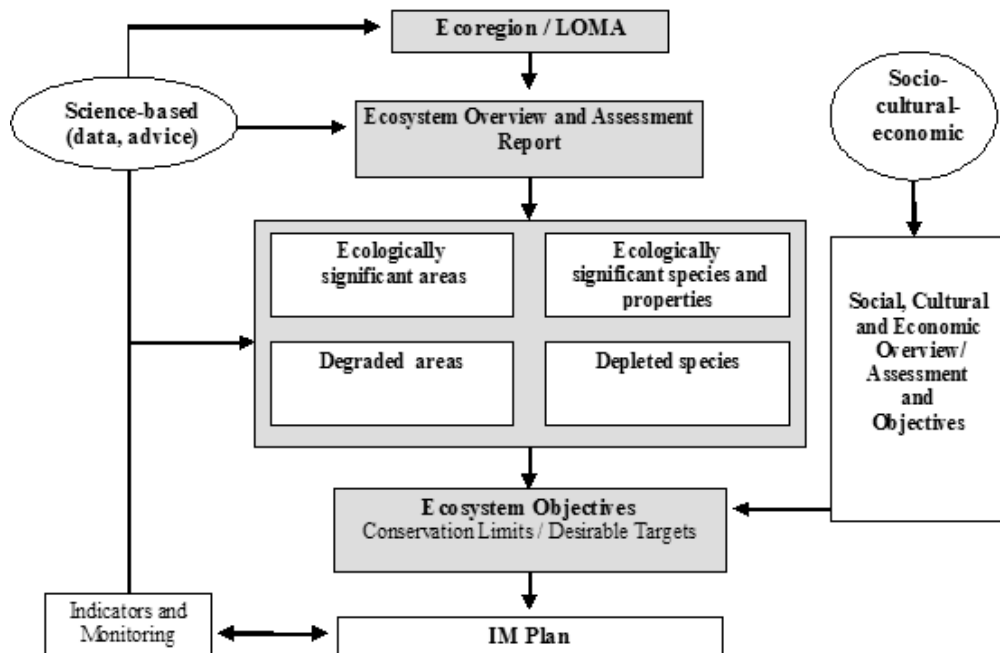 Ecoregion / LOMA
Science-based
(data, advice)
Socio-
cultural-
economic
Ecosystem Overview and Assessment
Report
Ecologically
significant areas
Ecologically
significant species and
properties
Degraded areas
Depleted species
Social, Cultural
and Economic
Overview/
Assessment
and
Objectives
Ecosystem Objectives
Conservation Limits / Desirable Targets
Indicators and
Monitoring
IM Plan